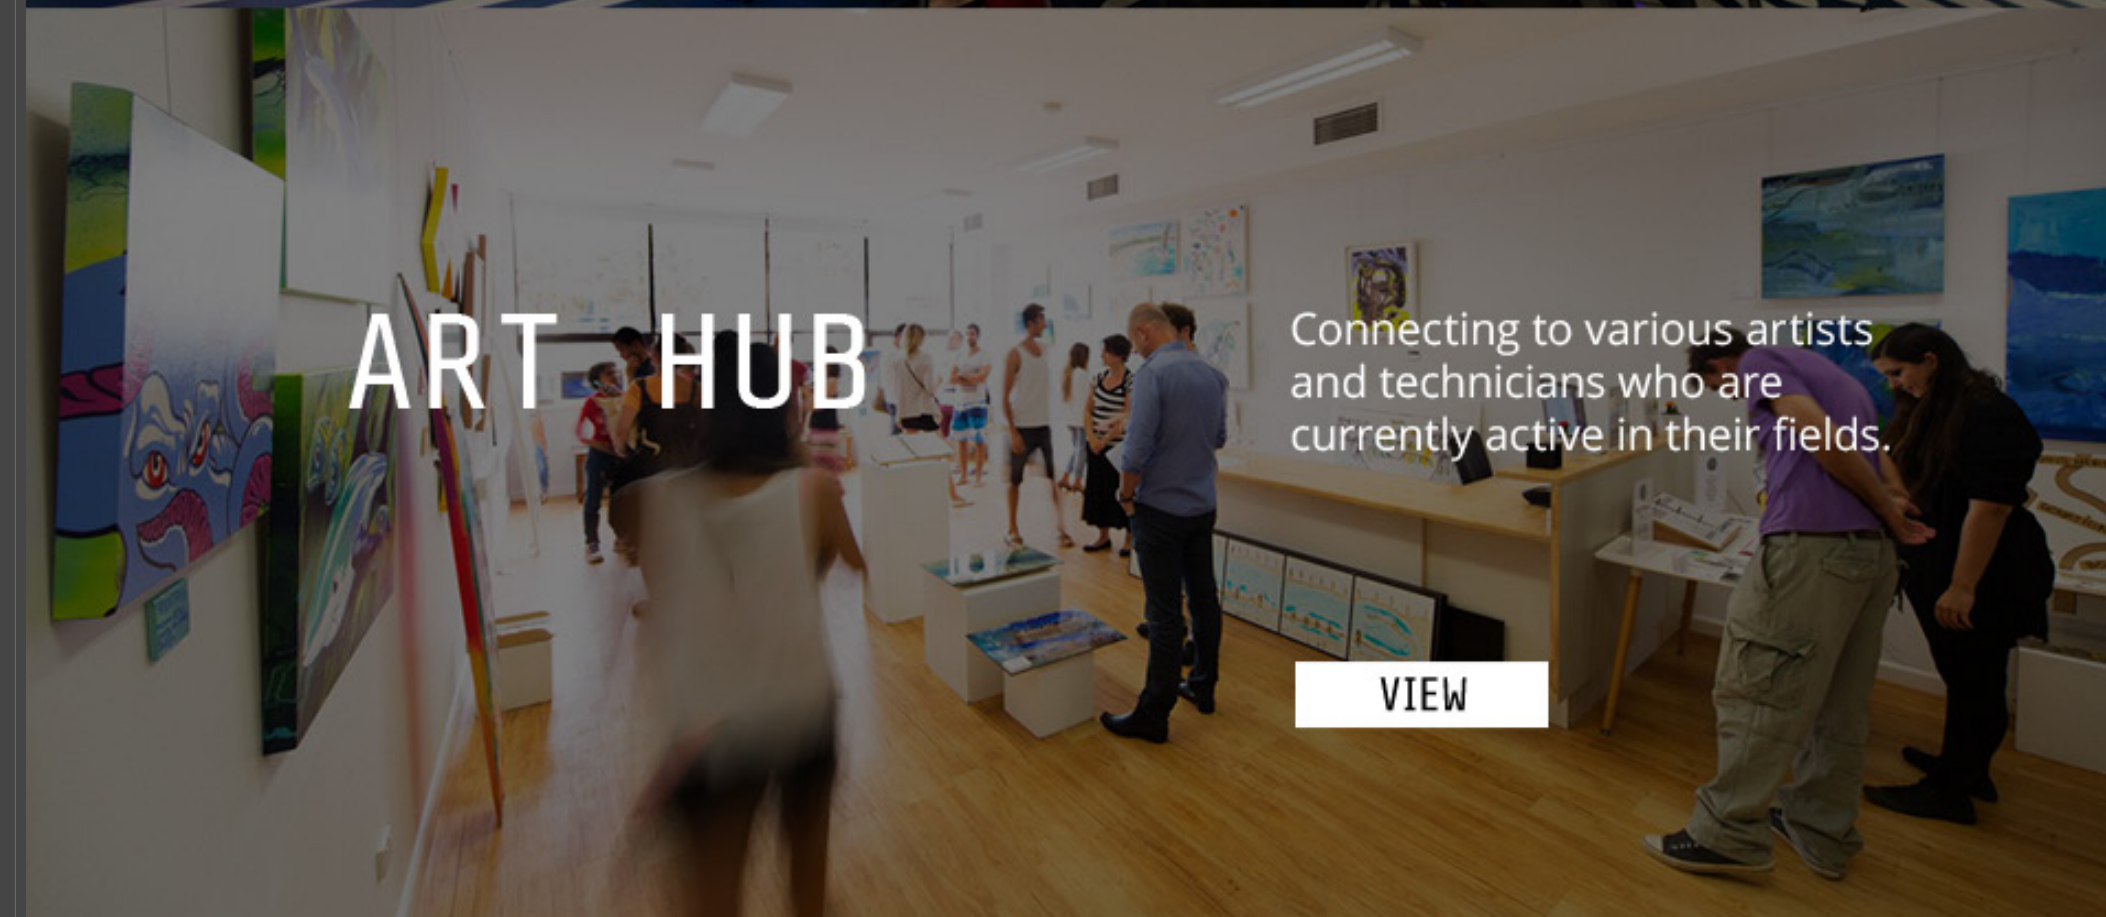 ART HUB
Connecting to various artists
and technicians who are
currently active in their fields.
VIEW